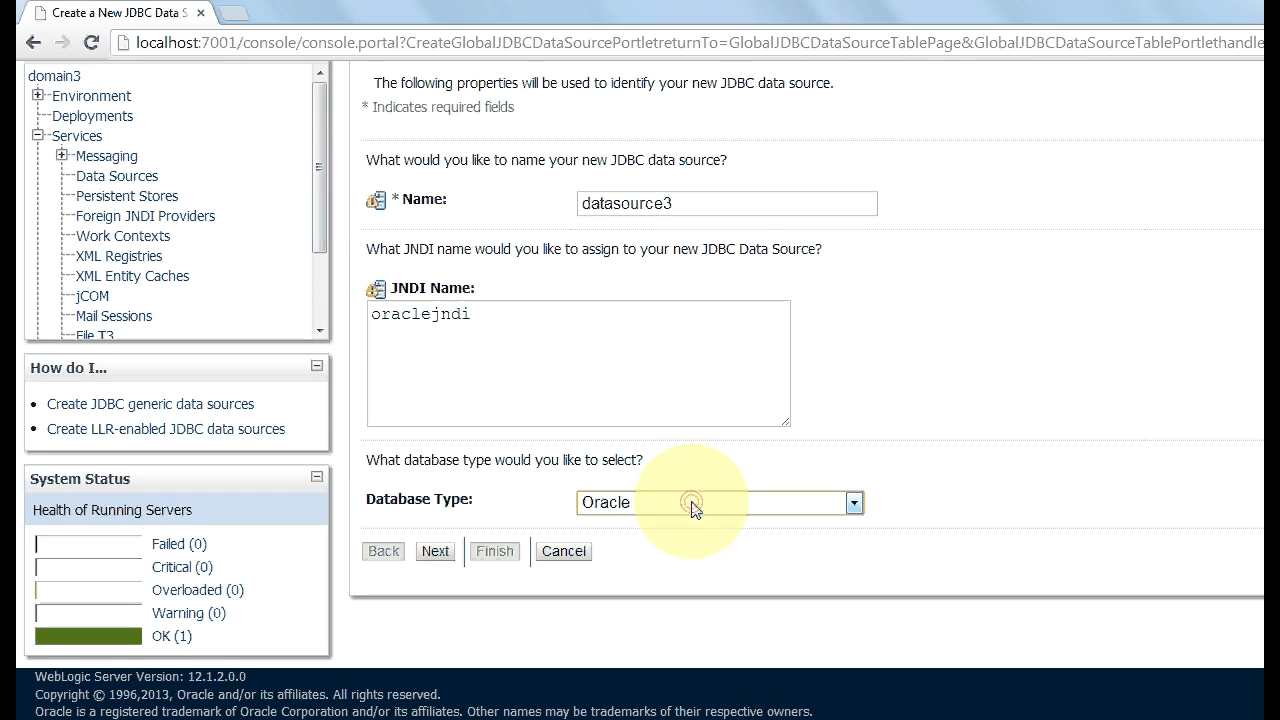 Create a New JDBC Data S
localhost:7001/console/console.portal?CreateGlobalJDBCDataSourcePortletreturnTo=GlobalJDBCDataSourceTablePage&GlobalJDBCDataSourceTablePortlethandle
domain3
Environment
Deployments
Services
Messaging
Data Sources
Persistent Stores
Foreign JNDI Providers
Work Contexts
XML Registries
XML Entity Caches
jCOM
Mail Sessions
File T3
How do I...
Create JDBC generic data sources
Create LLR-enabled JDBC data sources
System Status
Health of Running Servers
Failed (0)
Critical (0)
Overloaded (0)
Warning (0)
OK (1)
The following properties will be used to identify your new JDBC data source.
* Indicates required fields
What would you like to name your new JDBC data source?
* Name:
datasource3
What JNDI name would you like to assign to your new JDBC Data Source?
JNDI Name:
oraclejndi
What database type would you like to select?
Database Type:
Oracle
Back Next Finish Cancel
WebLogic Server Version: 12.1.2.0.0
Copyright © 1996,2013, Oracle and/or its affiliates. All rights reserved.
Oracle is a registered trademark of Oracle Corporation and/or its affiliates. Other names may be trademarks of their respective owners.